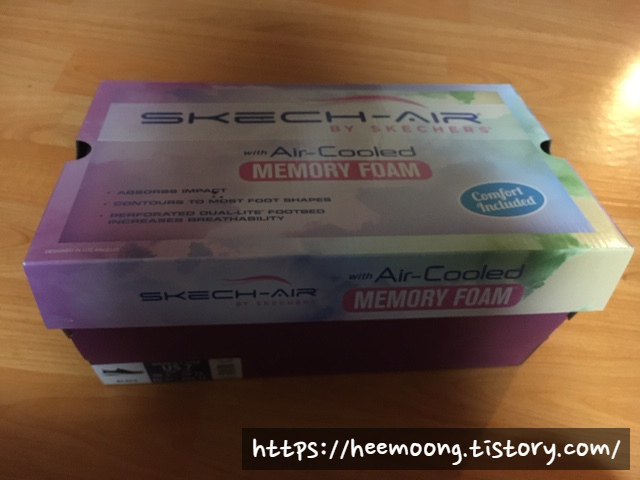 SKECH-AIR
BY SKECHERS
with Air-Cooled
MEMORY FOAM
• ABSORBS IMPACT
• CONTOURS TO MOST FOOT SHAPES
• PERFORATED DUAL-LITE FOOTBED
INCREASES BREATHABILITY
Comfort
Included
SKECH-AIR
BY SKECHERS
with Air-Cooled
MEMORY FOAM
https://heemoong.tistory.com/